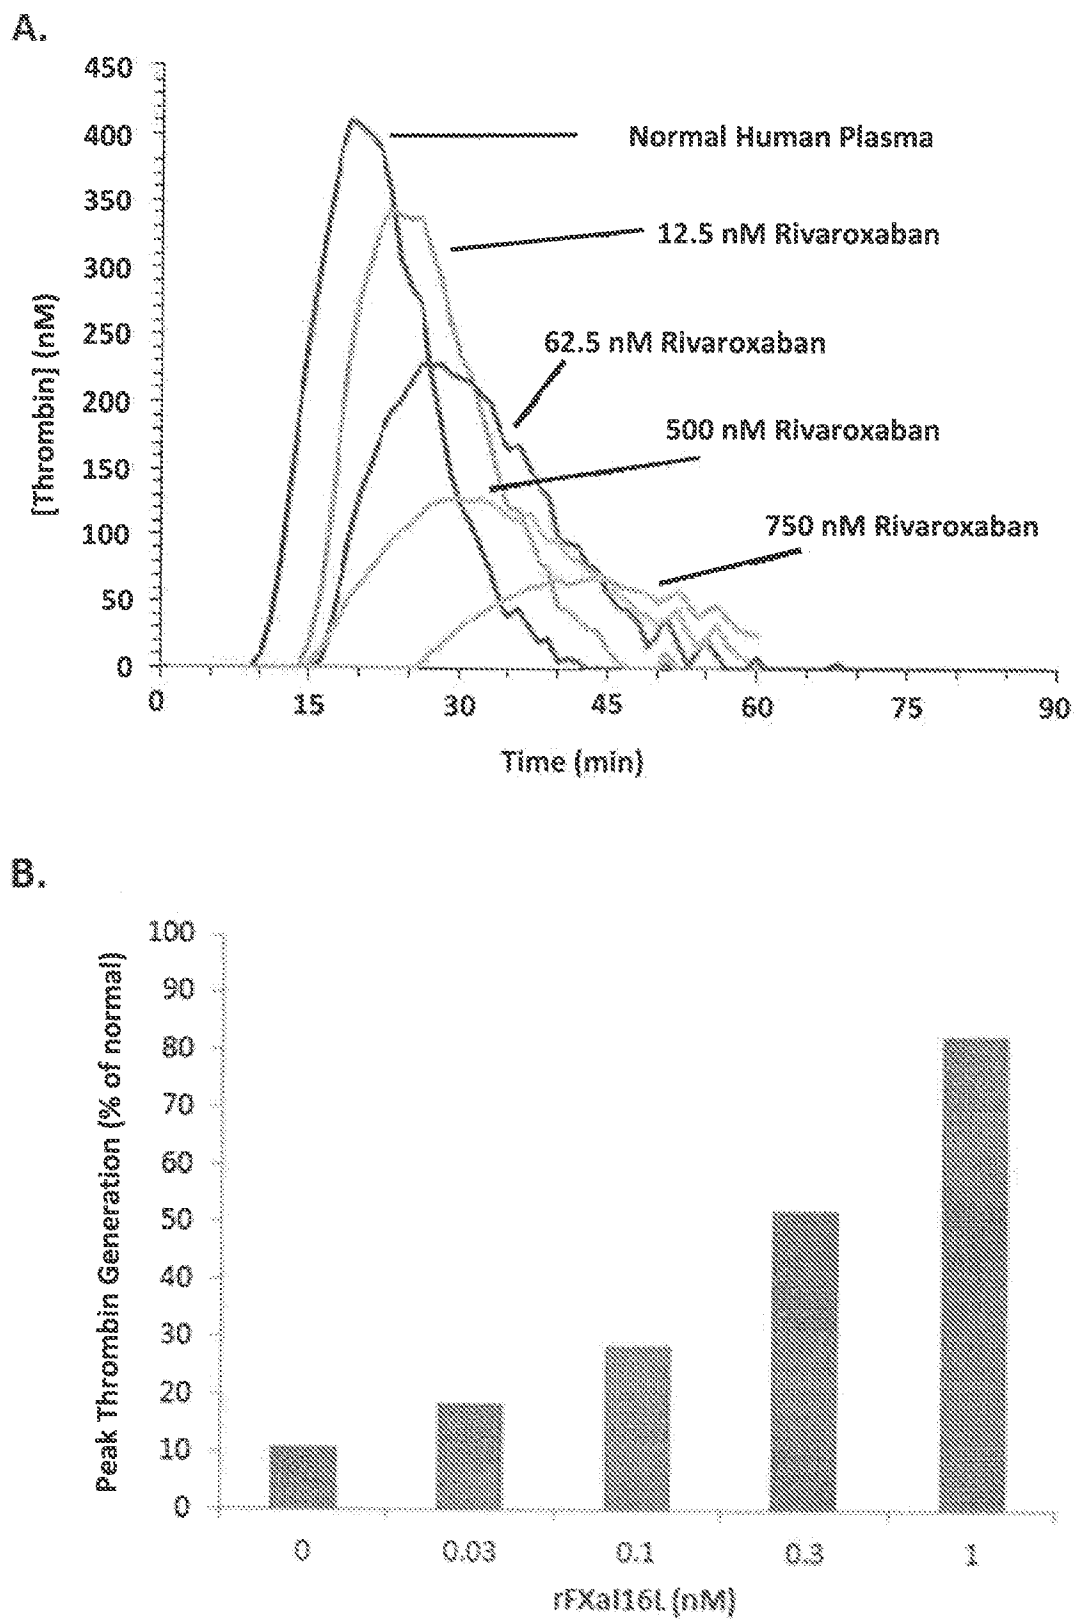 A.
450
400
350
300
250
200
150
100
50
0
[Thrombin] (nM)
Normal Human Plasma
12.5 nM Rivaroxaban
62.5 nM Rivaroxaban
500 nM Rivaroxaban
750 nM Rivaroxaban
0 15 30 45 60 75 90
Time (min)
B.
100
90
80
70
60
50
40
30
20
10
0
Peak Thrombin Generation (% of normal)
0 0.03 0.1 0.3 1
rFXaI16L (nM)